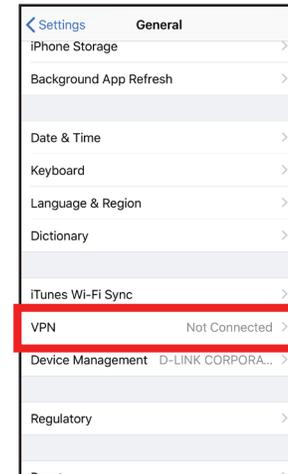 Settings General
iPhone Storage
Background App Refresh
Date & Time
Keyboard
Language & Region
Dictionary
iTunes Wi-Fi Sync
VPN Not Connected
Device Management D-LINK CORPORA...
Regulatory